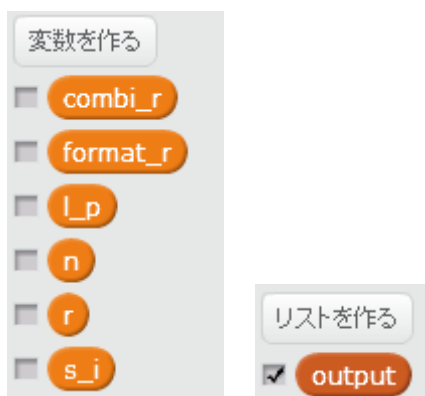 変数を作る
combi_r
format_r
l_p
n
r
s_i
リストを作る
output